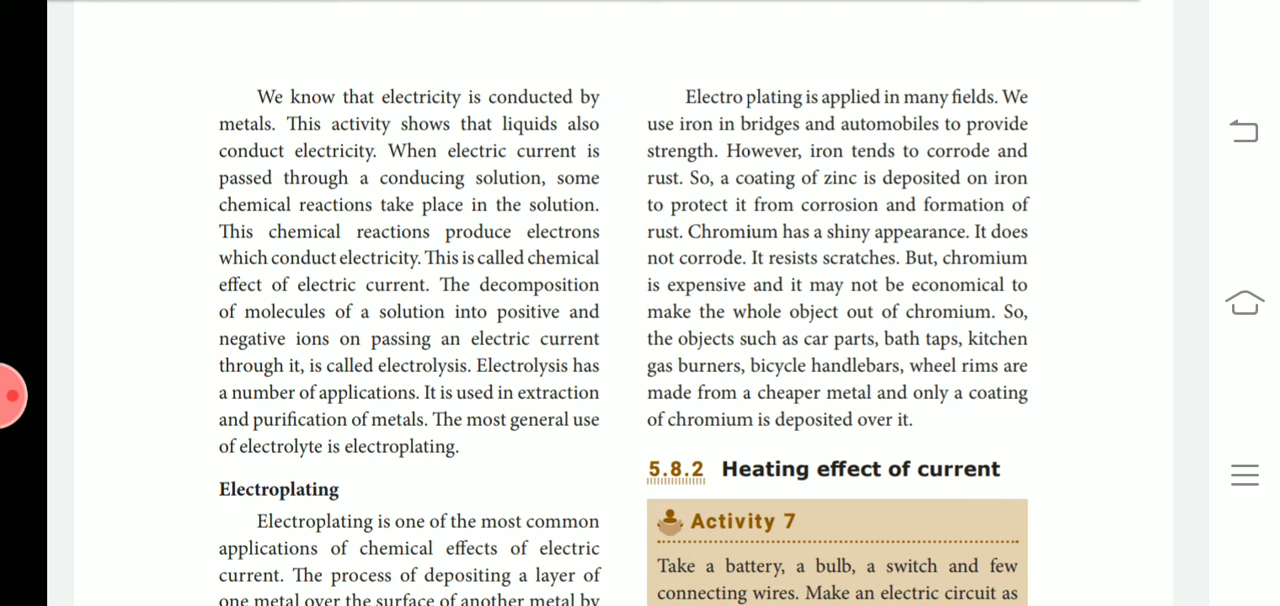 We know that electricity is conducted by
metals. This activity shows that liquids also
conduct electricity. When electric current is
passed through a conducing solution, some
chemical reactions take place in the solution.
This chemical reactions produce electrons
which conduct electricity. This is called chemical
effect of electric current. The decomposition
of molecules of a solution into positive and
negative ions on passing an electric current
through it, is called electrolysis. Electrolysis has
a number of applications. It is used in extraction
and purification of metals. The most general use
of electrolyte is electroplating.
Electroplating
Electroplating is one of the most common
applications of chemical effects of electric
current. The process of depositing a layer of
one metal over the surface of another metal by
Electro plating is applied in many fields. We
use iron in bridges and automobiles to provide
strength. However, iron tends to corrode and
rust. So, a coating of zinc is deposited on iron
to protect it from corrosion and formation of
rust. Chromium has a shiny appearance. It does
not corrode. It resists scratches. But, chromium
is expensive and it may not be economical to
make the whole object out of chromium. So,
the objects such as car parts, bath taps, kitchen
gas burners, bicycle handlebars, wheel rims are
made from a cheaper metal and only a coating
of chromium is deposited over it.
5.8.2 Heating effect of current
Activity 7
Take a battery, a bulb, a switch and few
connecting wires. Make an electric circuit as